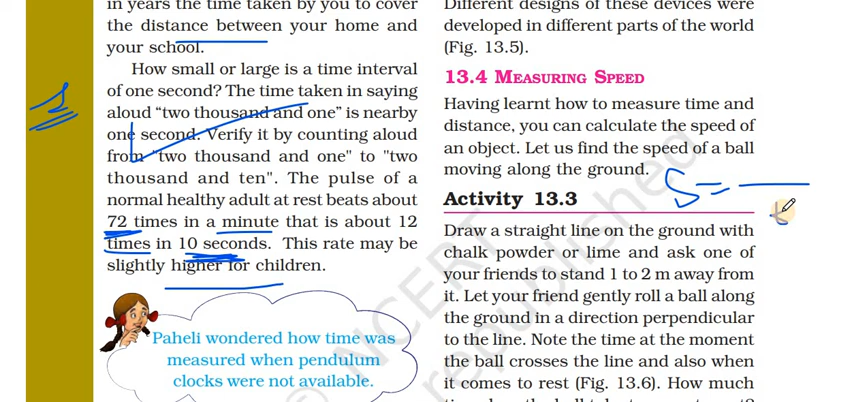 in years the time taken by you to cover
the distance between your home and
your school.
How small or large is a time interval
of one second? The time taken in saying
aloud “two thousand and one” is nearby
one second. Verify it by counting aloud
from "two thousand and one" to "two
thousand and ten". The pulse of a
normal healthy adult at rest beats about
72 times in a minute that is about 12
times in 10 seconds. This rate may be
slightly higher for children.
Paheli wondered how time was
measured when pendulum
clocks were not available.
Different designs of these devices were
developed in different parts of the world
(Fig. 13.5).
13.4 MEASURING SPEED
Having learnt how to measure time and
distance, you can calculate the speed of
an object. Let us find the speed of a ball
moving along the ground.
S =
Activity 13.3
Draw a straight line on the ground with
chalk powder or lime and ask one of
your friends to stand 1 to 2 m away from
it. Let your friend gently roll a ball along
the ground in a direction perpendicular
to the line. Note the time at the moment
the ball crosses the line and also when
it comes to rest (Fig. 13.6). How much
© NCERT
republished